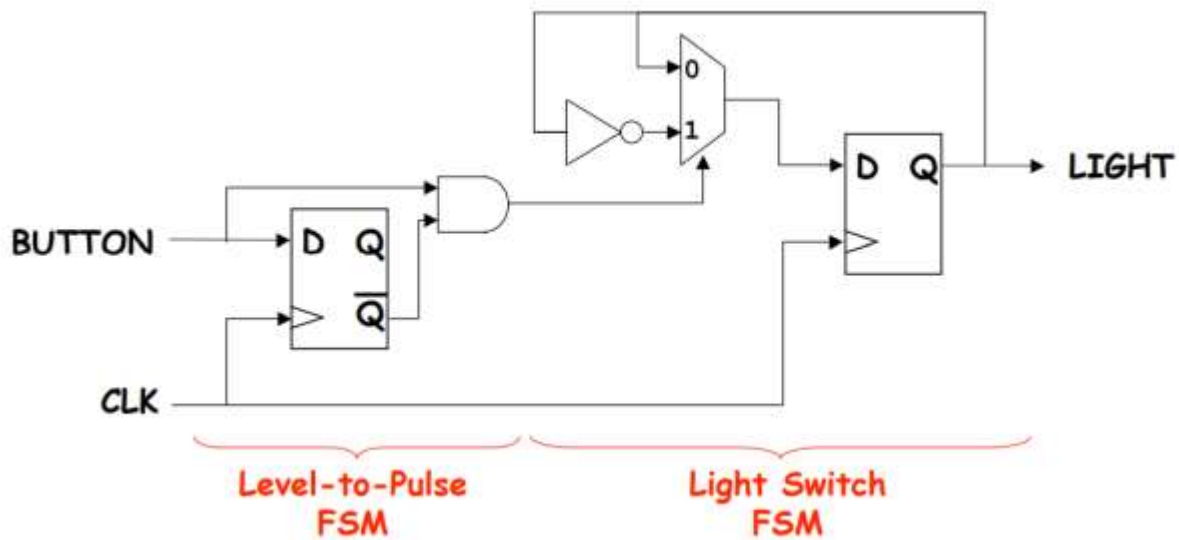 0
1
D Q
LIGHT
BUTTON
D Q
Q̅
CLK
Level-to-Pulse
FSM
Light Switch
FSM